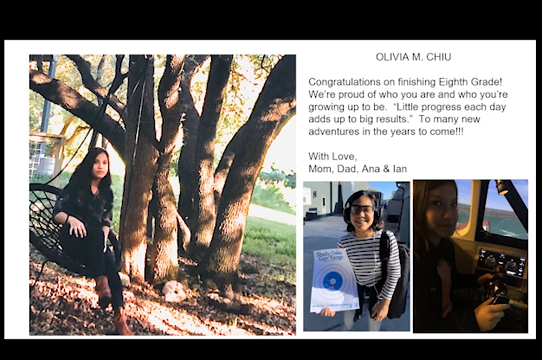 OLIVIA M. CHIU
Congratulations on finishing Eighth Grade!
We're proud of who you are and who you're
growing up to be.  "Little progress each day
adds up to big results."  To many new
adventures in the years to come!!!
With Love,
Mom, Dad, Ana & Ian